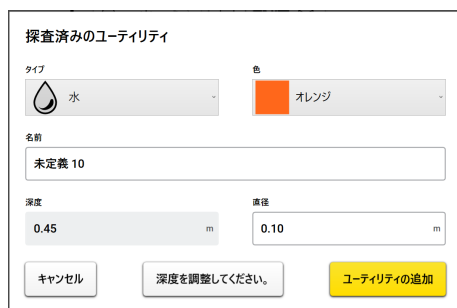 探査済みのユーティリティ
タイプ 色
水 オレンジ
名前
未定義 10
深度 直径
0.45 m 0.10 m
キャンセル 深度を調整してください。 ユーティリティの追加